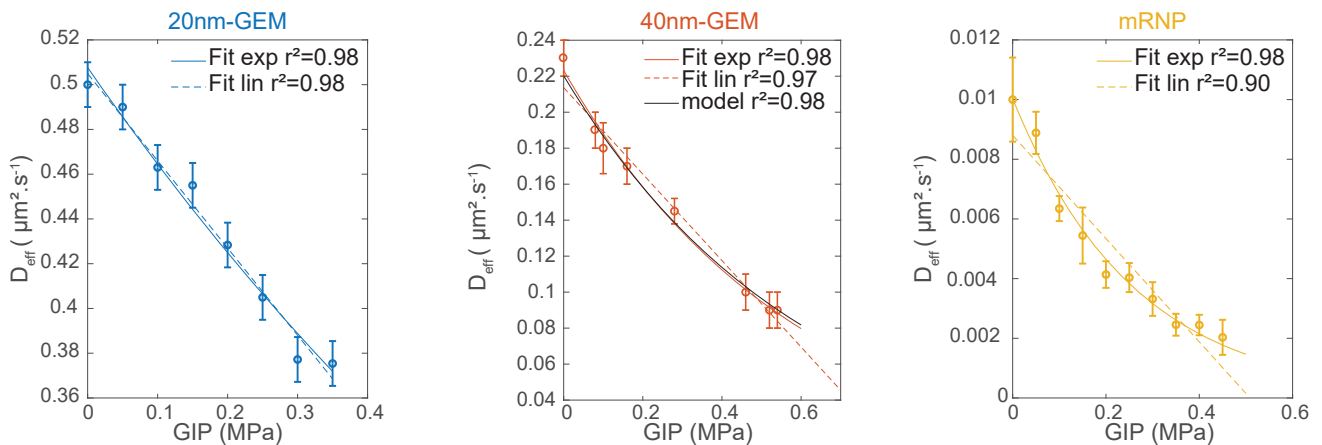 20nm-GEM
Fit exp r²=0.98
Fit lin r²=0.98
0.52
0.5
0.48
0.46
0.44
0.42
0.4
0.38
0.36
0
0.1
0.2
0.3
0.4
D_eff ( µm².s⁻¹)
GIP (MPa)
40nm-GEM
Fit exp r²=0.98
Fit lin r²=0.97
model r²=0.98
0.24
0.22
0.2
0.18
0.16
0.14
0.12
0.1
0.08
0.06
0.04
0
0.2
0.4
0.6
D_eff ( µm².s⁻¹)
GIP (MPa)
mRNP
Fit exp r²=0.98
Fit lin r²=0.90
0.012
0.01
0.008
0.006
0.004
0.002
0
0
0.2
0.4
0.6
D_eff ( µm².s⁻¹)
GIP (MPa)